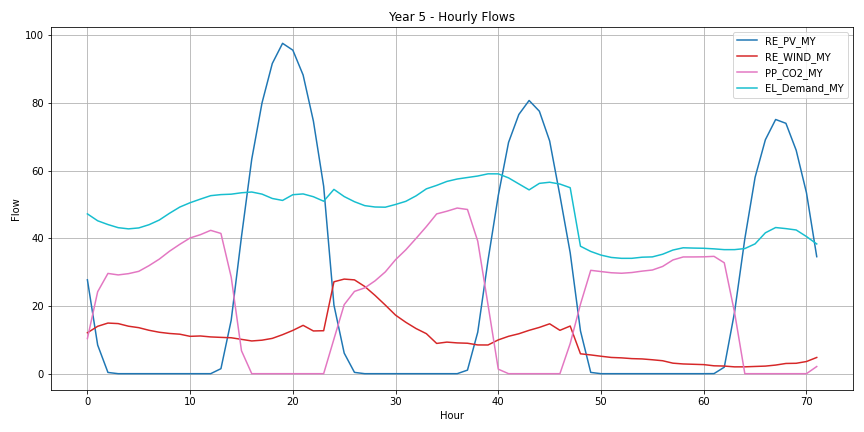 Year 5 - Hourly Flows
RE_PV_MY
RE_WIND_MY
PP_CO2_MY
EL_Demand_MY
Flow
100
80
60
40
20
0
0 10 20 30 40 50 60 70
Hour